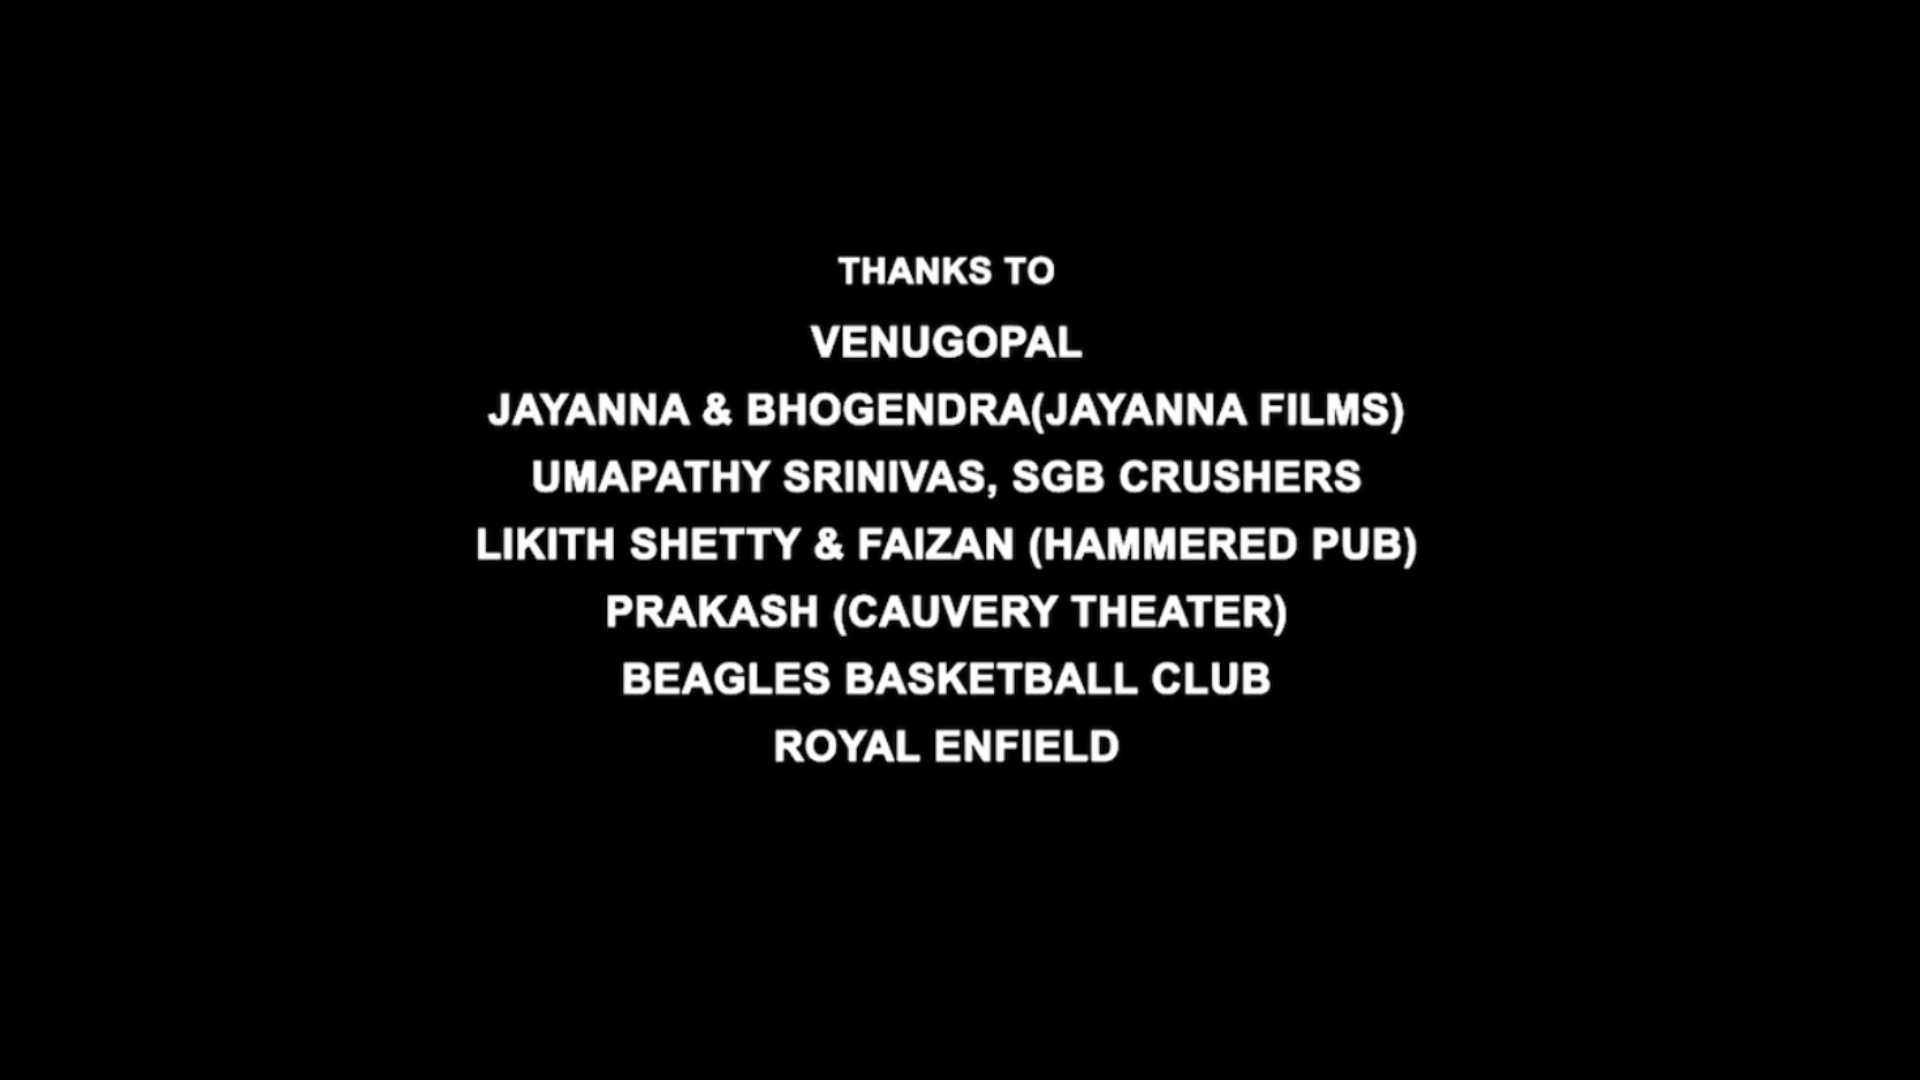 THANKS TO
VENUGOPAL
JAYANNA & BHOGENDRA(JAYANNA FILMS)
UMAPATHY SRINIVAS, SGB CRUSHERS
LIKITH SHETTY & FAIZAN (HAMMERED PUB)
PRAKASH (CAUVERY THEATER)
BEAGLES BASKETBALL CLUB
ROYAL ENFIELD